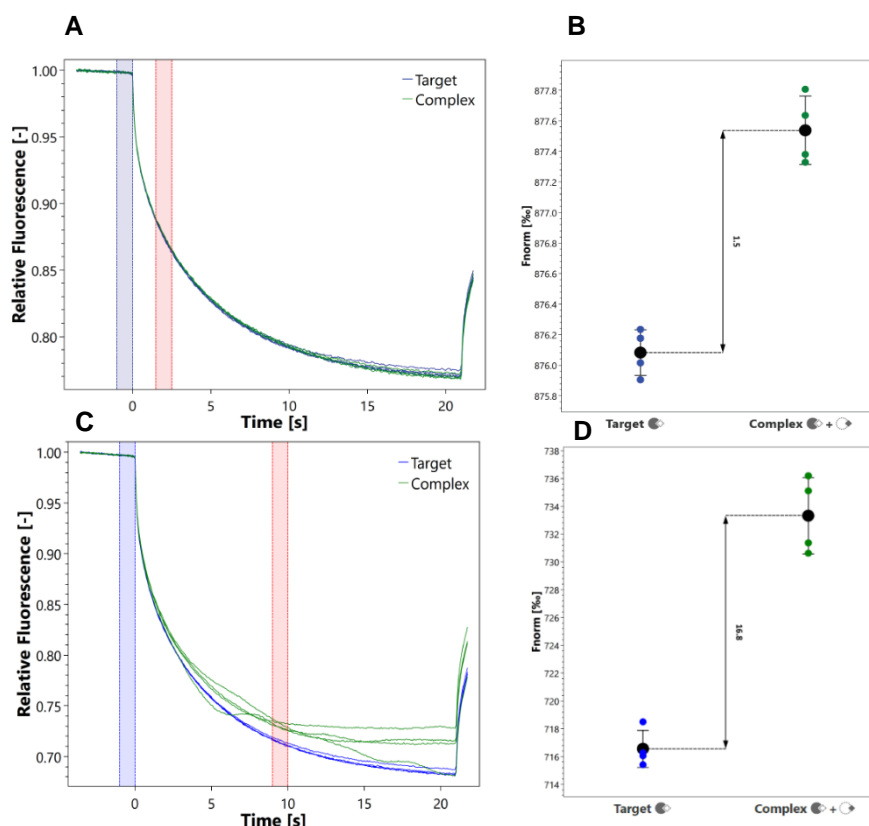 A
1.00
0.95
0.90
0.85
0.80
Relative Fluorescence [-]
Target
Complex
0
5
10
15
20
Time [s]
B
877.8
877.6
877.4
877.2
877.0
876.8
876.6
876.4
876.2
876.0
875.8
Fnorm [‰]
1.5
Target
Complex +
C
1.00
0.95
0.90
0.85
0.80
0.75
0.70
Relative Fluorescence [-]
Target
Complex
0
5
10
15
20
Time [s]
D
738
736
734
732
730
728
726
724
722
720
718
716
714
Fnorm [‰]
16.8
Target
Complex +